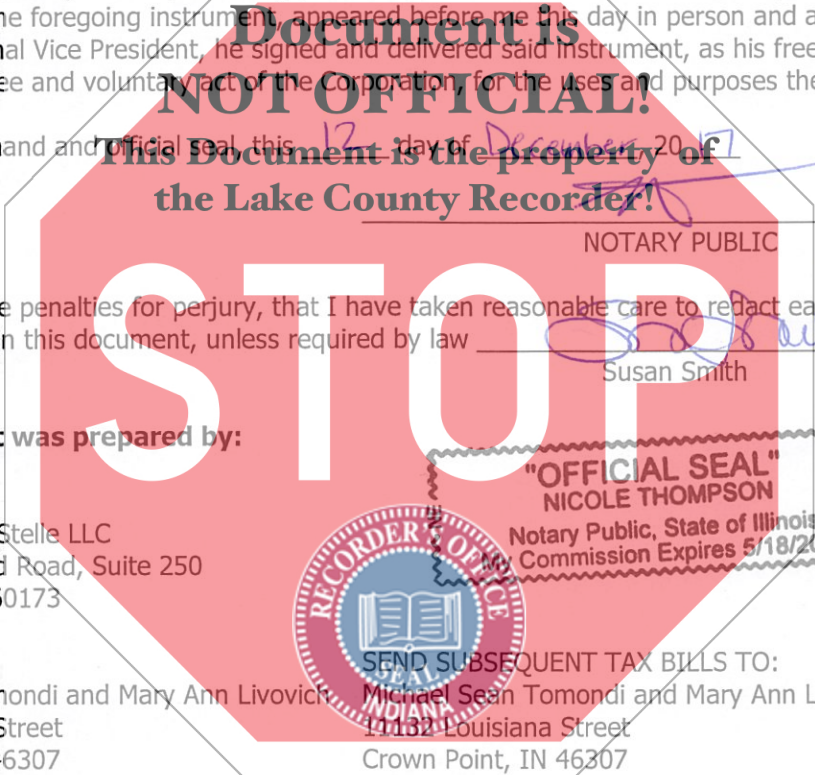 ne foregoing instrument, appeared before me this day in person and a
Document is
nal Vice President, he signed and delivered said instrument, as his free
ee and voluntary act of the Corporation, for the uses and purposes the
NOT OFFICIAL!
and and official seal, this 12 day of December 20 17
This Document is the property of
the Lake County Recorder!
NOTARY PUBLIC
STOP
e penalties for perjury, that I have taken reasonable care to redact ea
n this document, unless required by law
Susan Smith
was prepared by:
"OFFICIAL SEAL"
NICOLE THOMPSON
Notary Public, State of Illinois
My Commission Expires 5/18/20
Stelle LLC
d Road, Suite 250
60173
RECORDER'S OFFICE
SEAL
INDIANA
SEND SUBSEQUENT TAX BILLS TO:
mondi and Mary Ann Livovich
Michael Sean Tomondi and Mary Ann L
Street
11132 Louisiana Street
46307
Crown Point, IN 46307